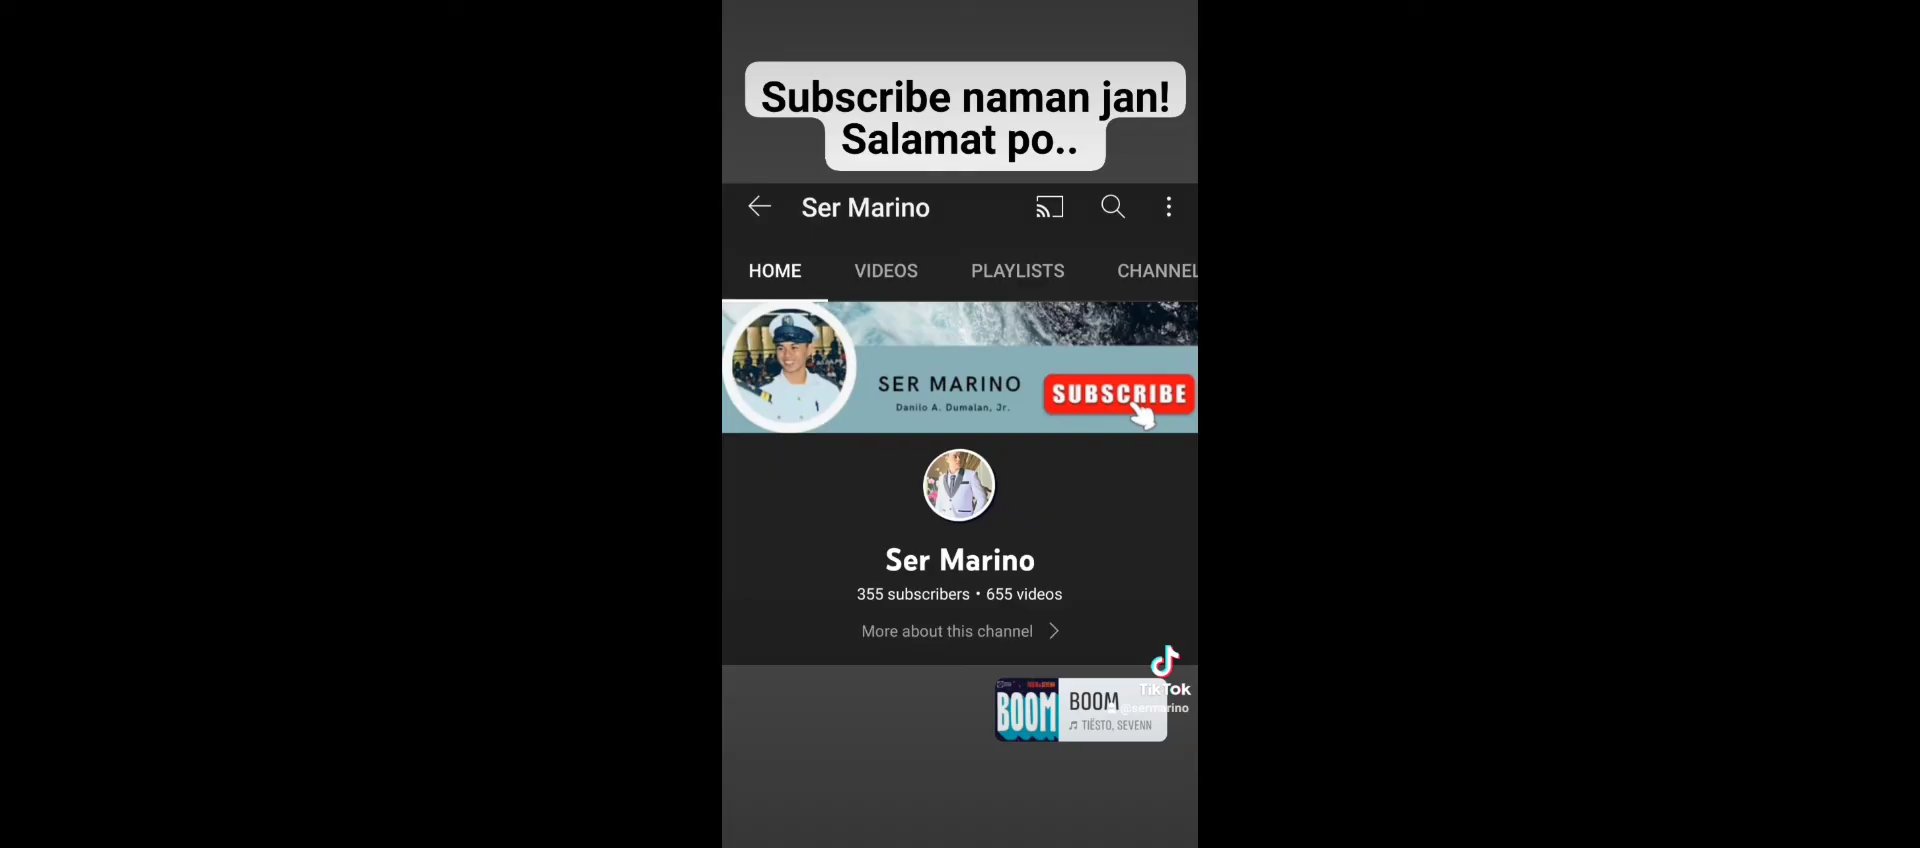 Subscribe naman jan!
Salamat po..
Ser Marino
HOME VIDEOS PLAYLISTS CHANNEL
SER MARINO
Danilo A. Dumalan, Jr.
SUBSCRIBE
Ser Marino
355 subscribers • 655 videos
More about this channel
TikTok
@sermarino
BOOM
BOOM
TIËSTO, SEVENN